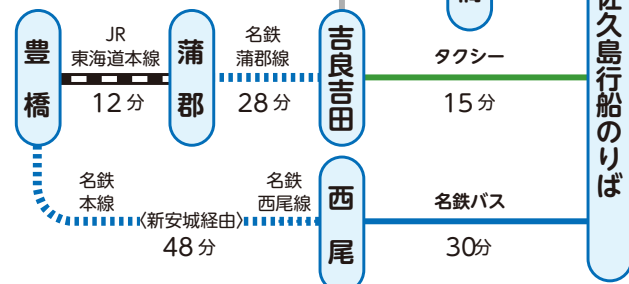 豊橋
JR
東海道本線
12分
蒲郡
名鉄
蒲郡線
28分
吉良吉田
タクシー
15分
佐久島行船のりば
名鉄
本線
〈新安城経由〉
48分
名鉄
西尾線
西尾
名鉄バス
30分